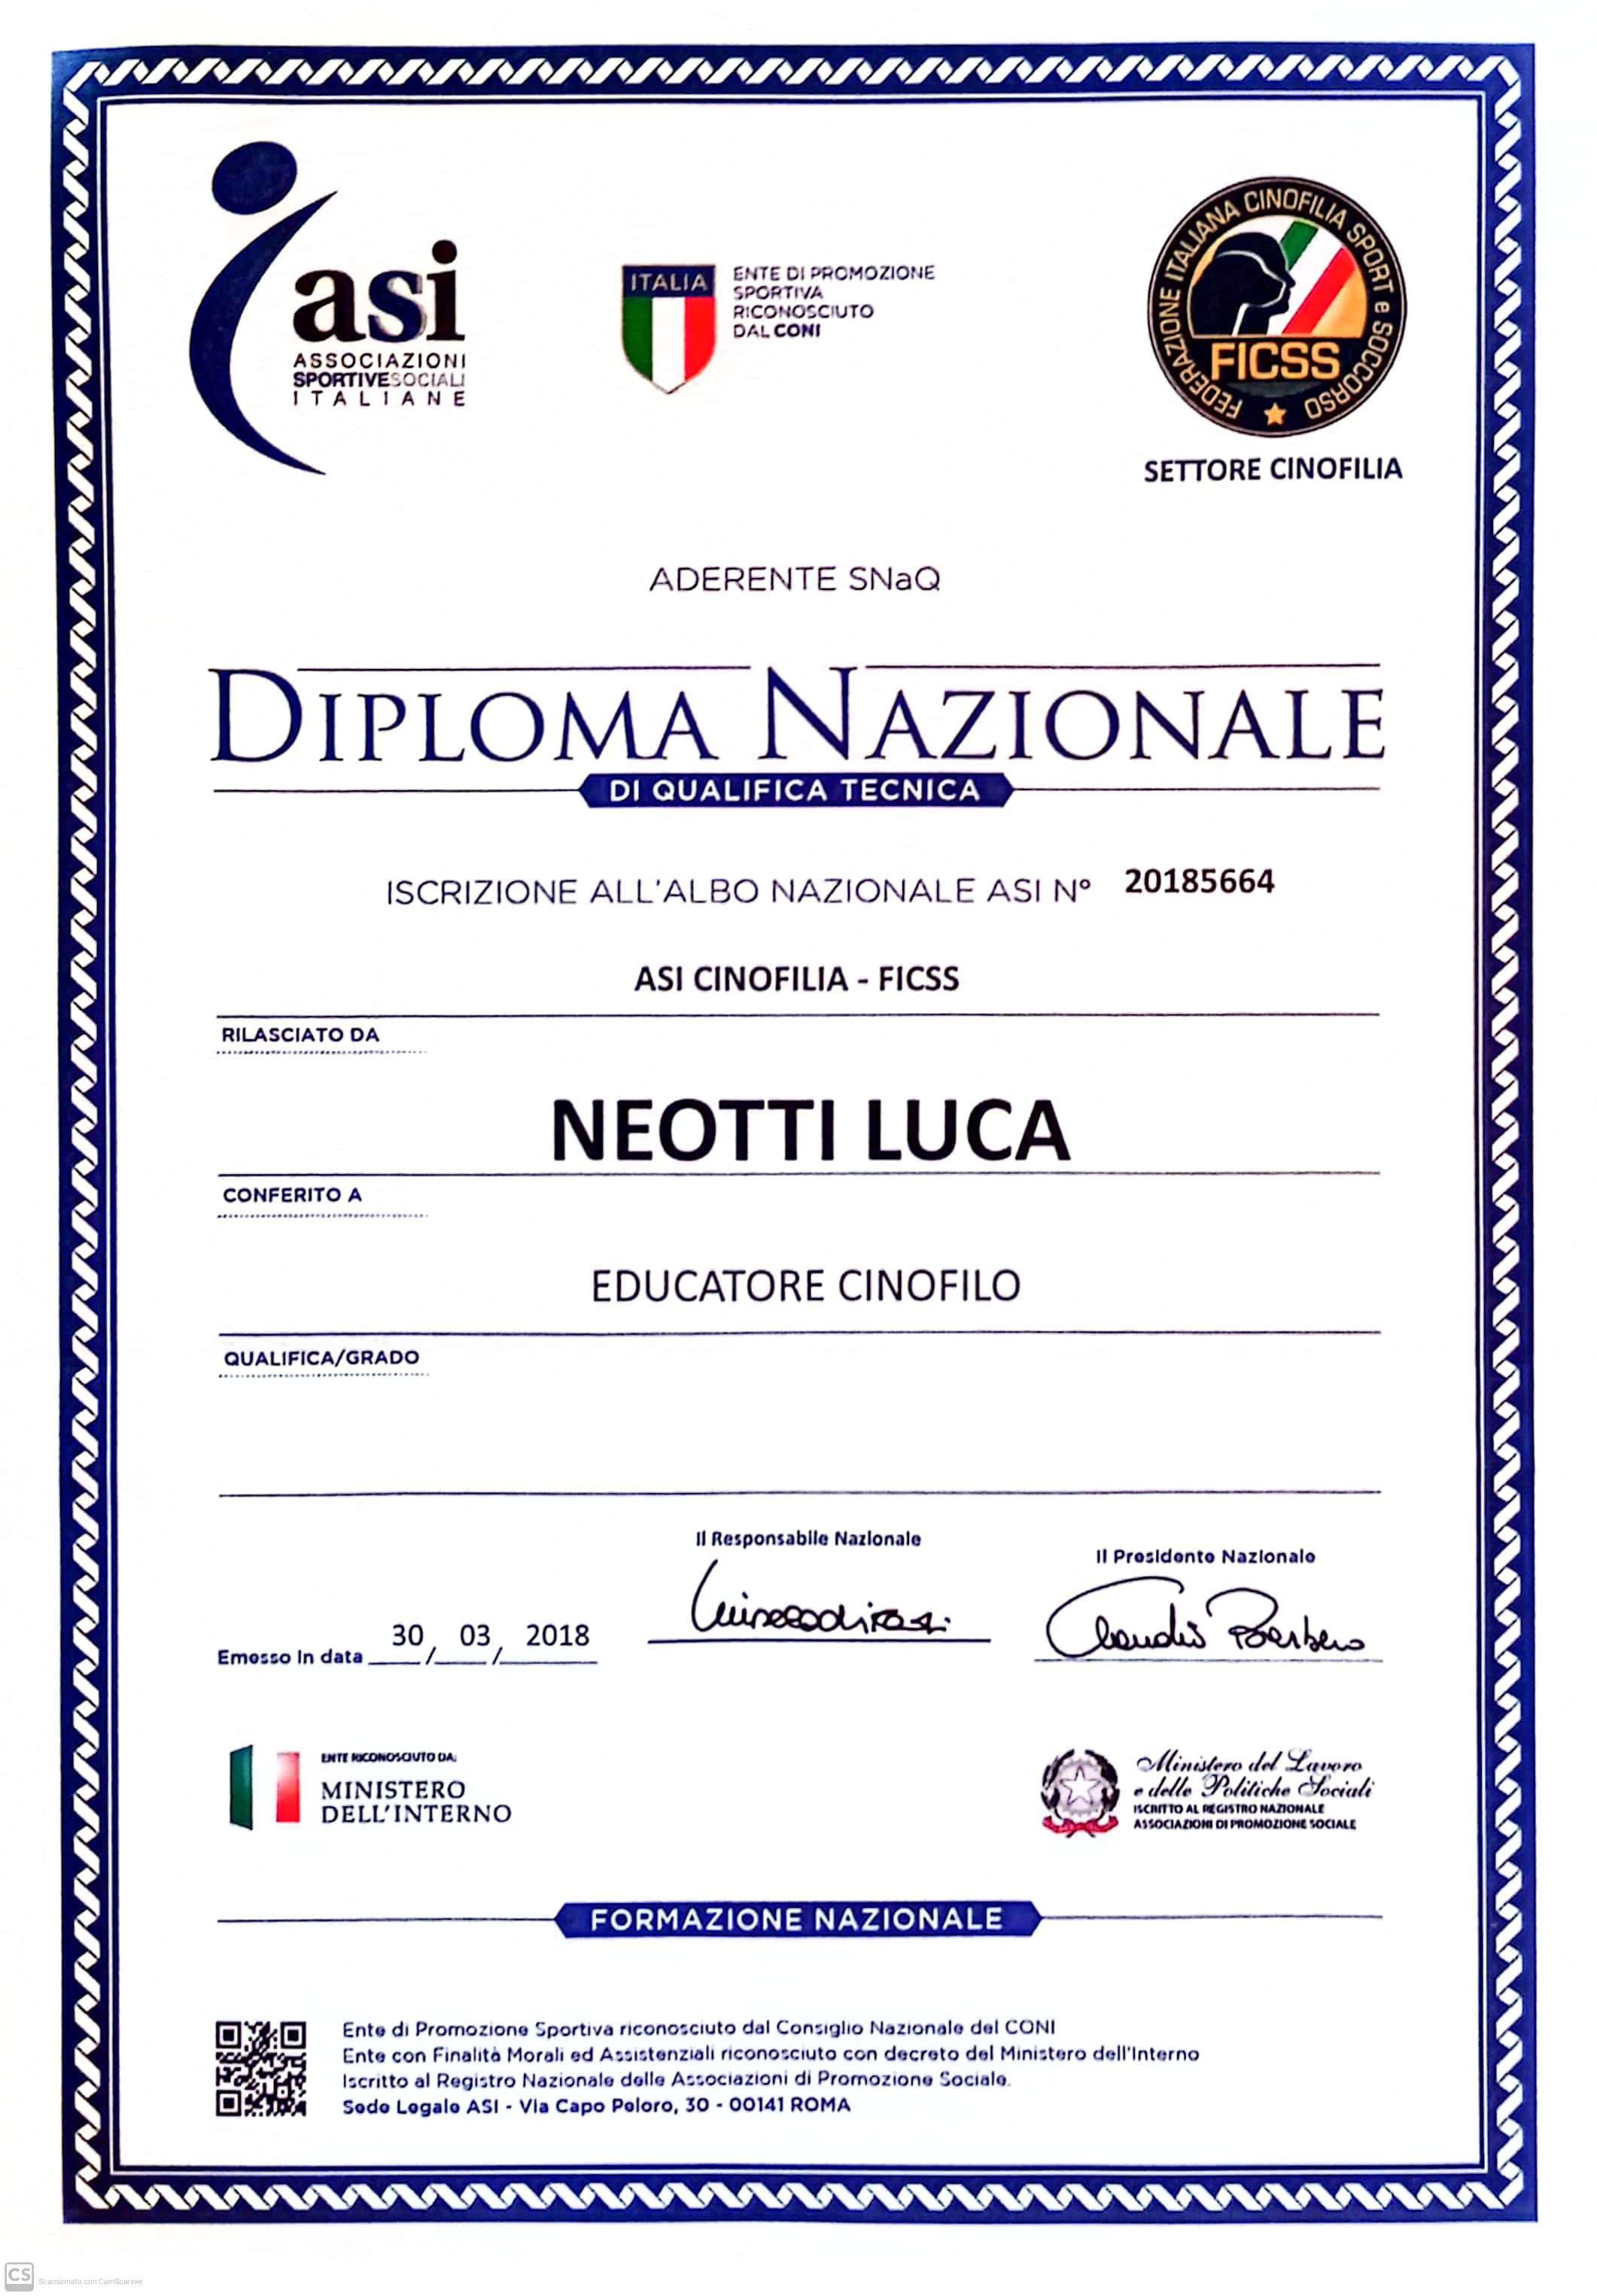 asi
ASSOCIAZIONI
SPORTIVESOCIALI
ITALIANE
ITALIA
ENTE DI PROMOZIONE
SPORTIVA
RICONOSCIUTO
DAL CONI
FEDERAZIONE ITALIANA CINOFILIA SPORT e SOCCORSO
FICSS
SETTORE CINOFILIA
ADERENTE SNaQ
DIPLOMA NAZIONALE
DI QUALIFICA TECNICA
ISCRIZIONE ALL'ALBO NAZIONALE ASI N° 20185664
ASI CINOFILIA - FICSS
RILASCIATO DA
NEOTTI LUCA
CONFERITO A
EDUCATORE CINOFILO
QUALIFICA/GRADO
Il Responsabile Nazionale
Il Presidente Nazionale
Claudio Barbaro
Emesso in data 30/03/2018
ENTE RICONOSCIUTO DA:
MINISTERO
DELL'INTERNO
Ministero del Lavoro
e delle Politiche Sociali
ISCRITTO AL REGISTRO NAZIONALE
ASSOCIAZIONI DI PROMOZIONE SOCIALE
FORMAZIONE NAZIONALE
Ente di Promozione Sportiva riconosciuto dal Consiglio Nazionale del CONI
Ente con Finalità Morali ed Assistenziali riconosciuto con decreto del Ministero dell'Interno
Iscritto al Registro Nazionale delle Associazioni di Promozione Sociale.
Sede Legale ASI - Via Capo Peloro, 30 - 00141 ROMA
CS
Scansionato con CamScanner